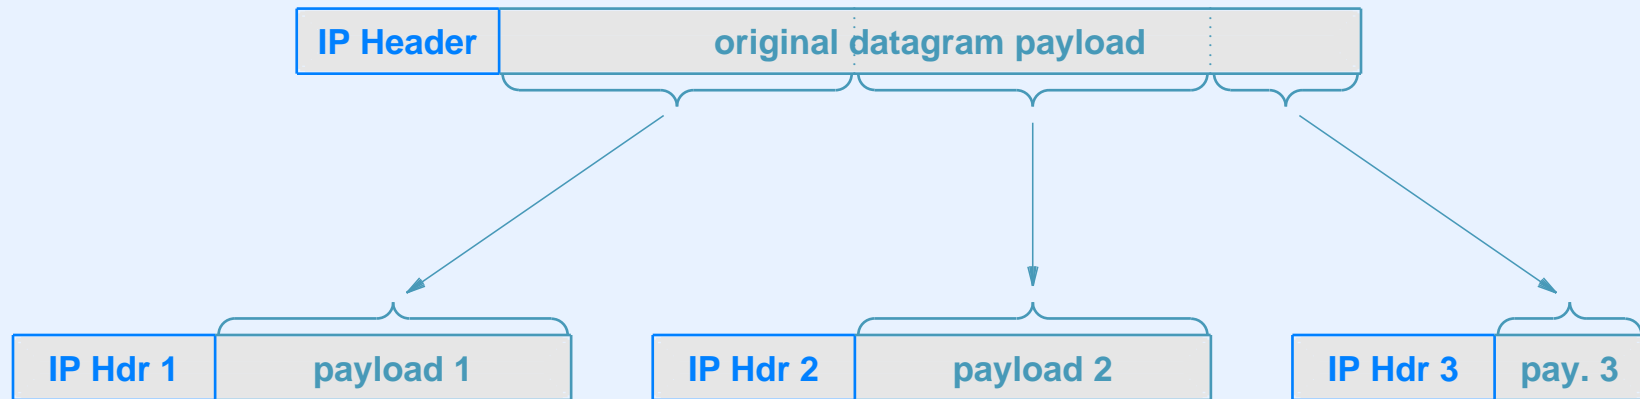 IP Header original datagram payload
IP Hdr 1 payload 1 IP Hdr 2 payload 2 IP Hdr 3 pay. 3